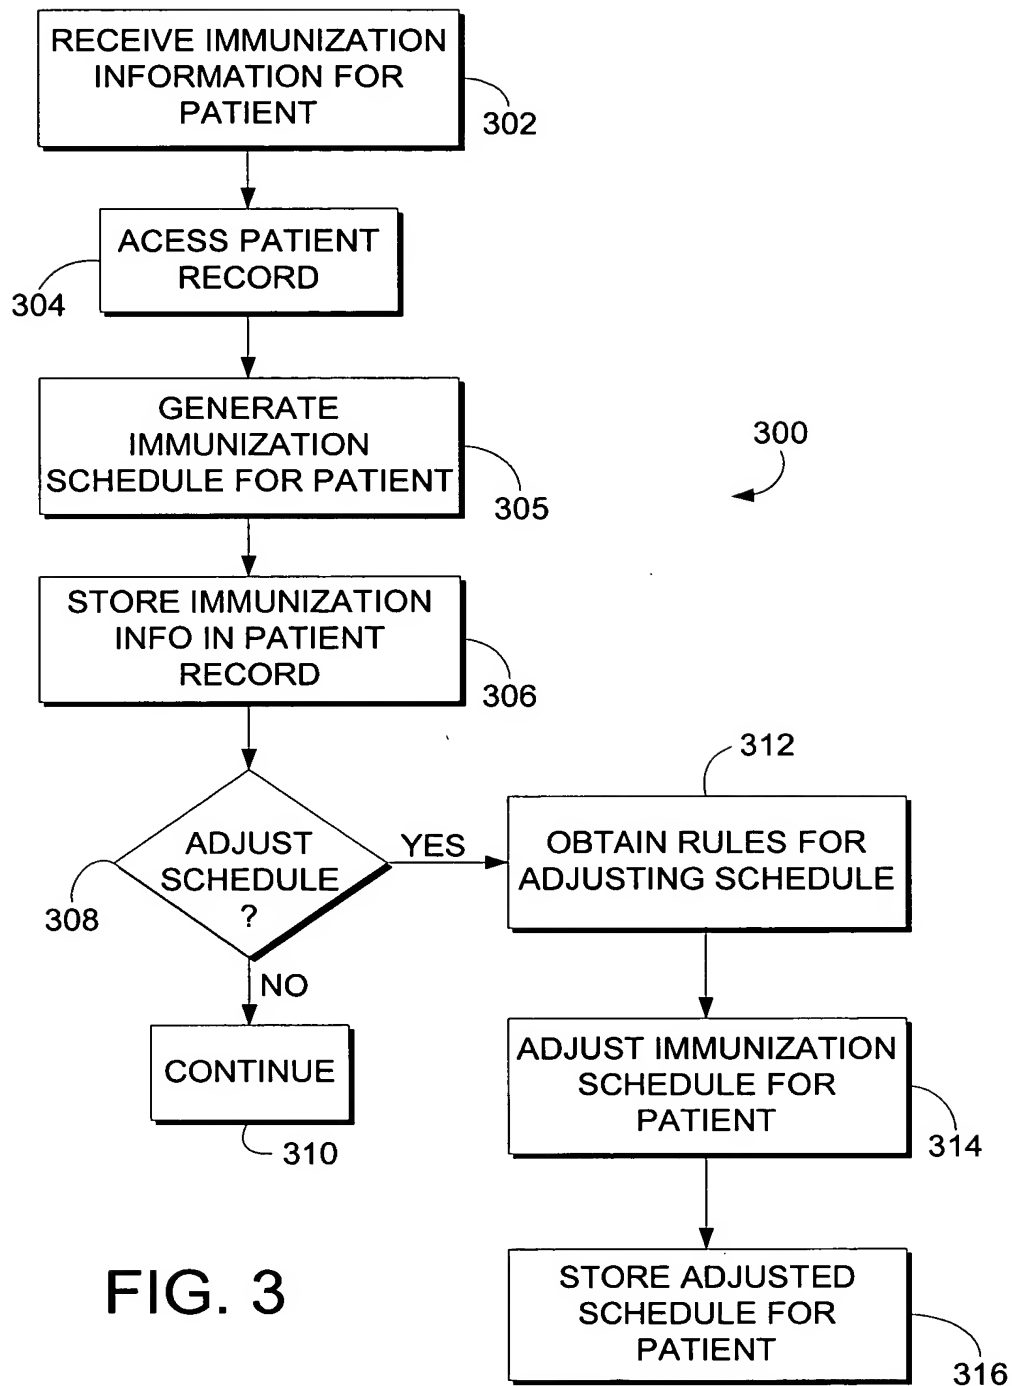 RECEIVE IMMUNIZATION
INFORMATION FOR
PATIENT
302
ACESS PATIENT
RECORD
304
GENERATE
IMMUNIZATION
SCHEDULE FOR PATIENT
305
300
STORE IMMUNIZATION
INFO IN PATIENT
RECORD
306
ADJUST
SCHEDULE
?
308
YES
NO
CONTINUE
310
312
OBTAIN RULES FOR
ADJUSTING SCHEDULE
ADJUST IMMUNIZATION
SCHEDULE FOR
PATIENT
314
STORE ADJUSTED
SCHEDULE FOR
PATIENT
316
FIG. 3